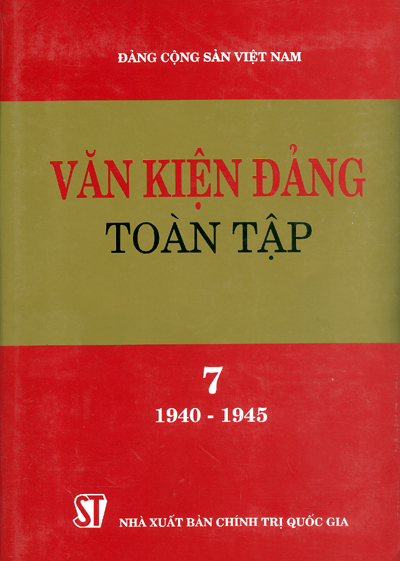 ĐẢNG CỘNG SẢN VIỆT NAM
VĂN KIỆN ĐẢNG
TOÀN TẬP
7
1940 - 1945
ST
NHÀ XUẤT BẢN CHÍNH TRỊ QUỐC GIA